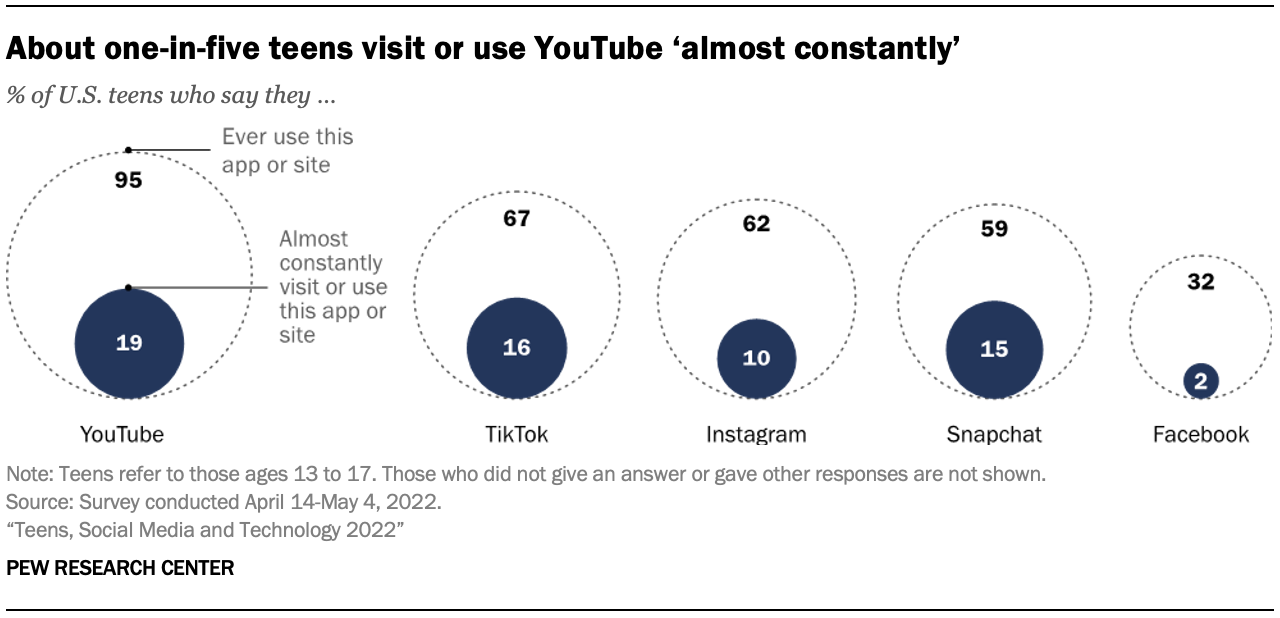 About one-in-five teens visit or use YouTube ‘almost constantly’
% of U.S. teens who say they ...
Ever use this
app or site
95
Almost
constantly
visit or use
this app or
site
19
YouTube
67
16
TikTok
62
10
Instagram
59
15
Snapchat
32
2
Facebook
Note: Teens refer to those ages 13 to 17. Those who did not give an answer or gave other responses are not shown.
Source: Survey conducted April 14-May 4, 2022.
“Teens, Social Media and Technology 2022”
PEW RESEARCH CENTER